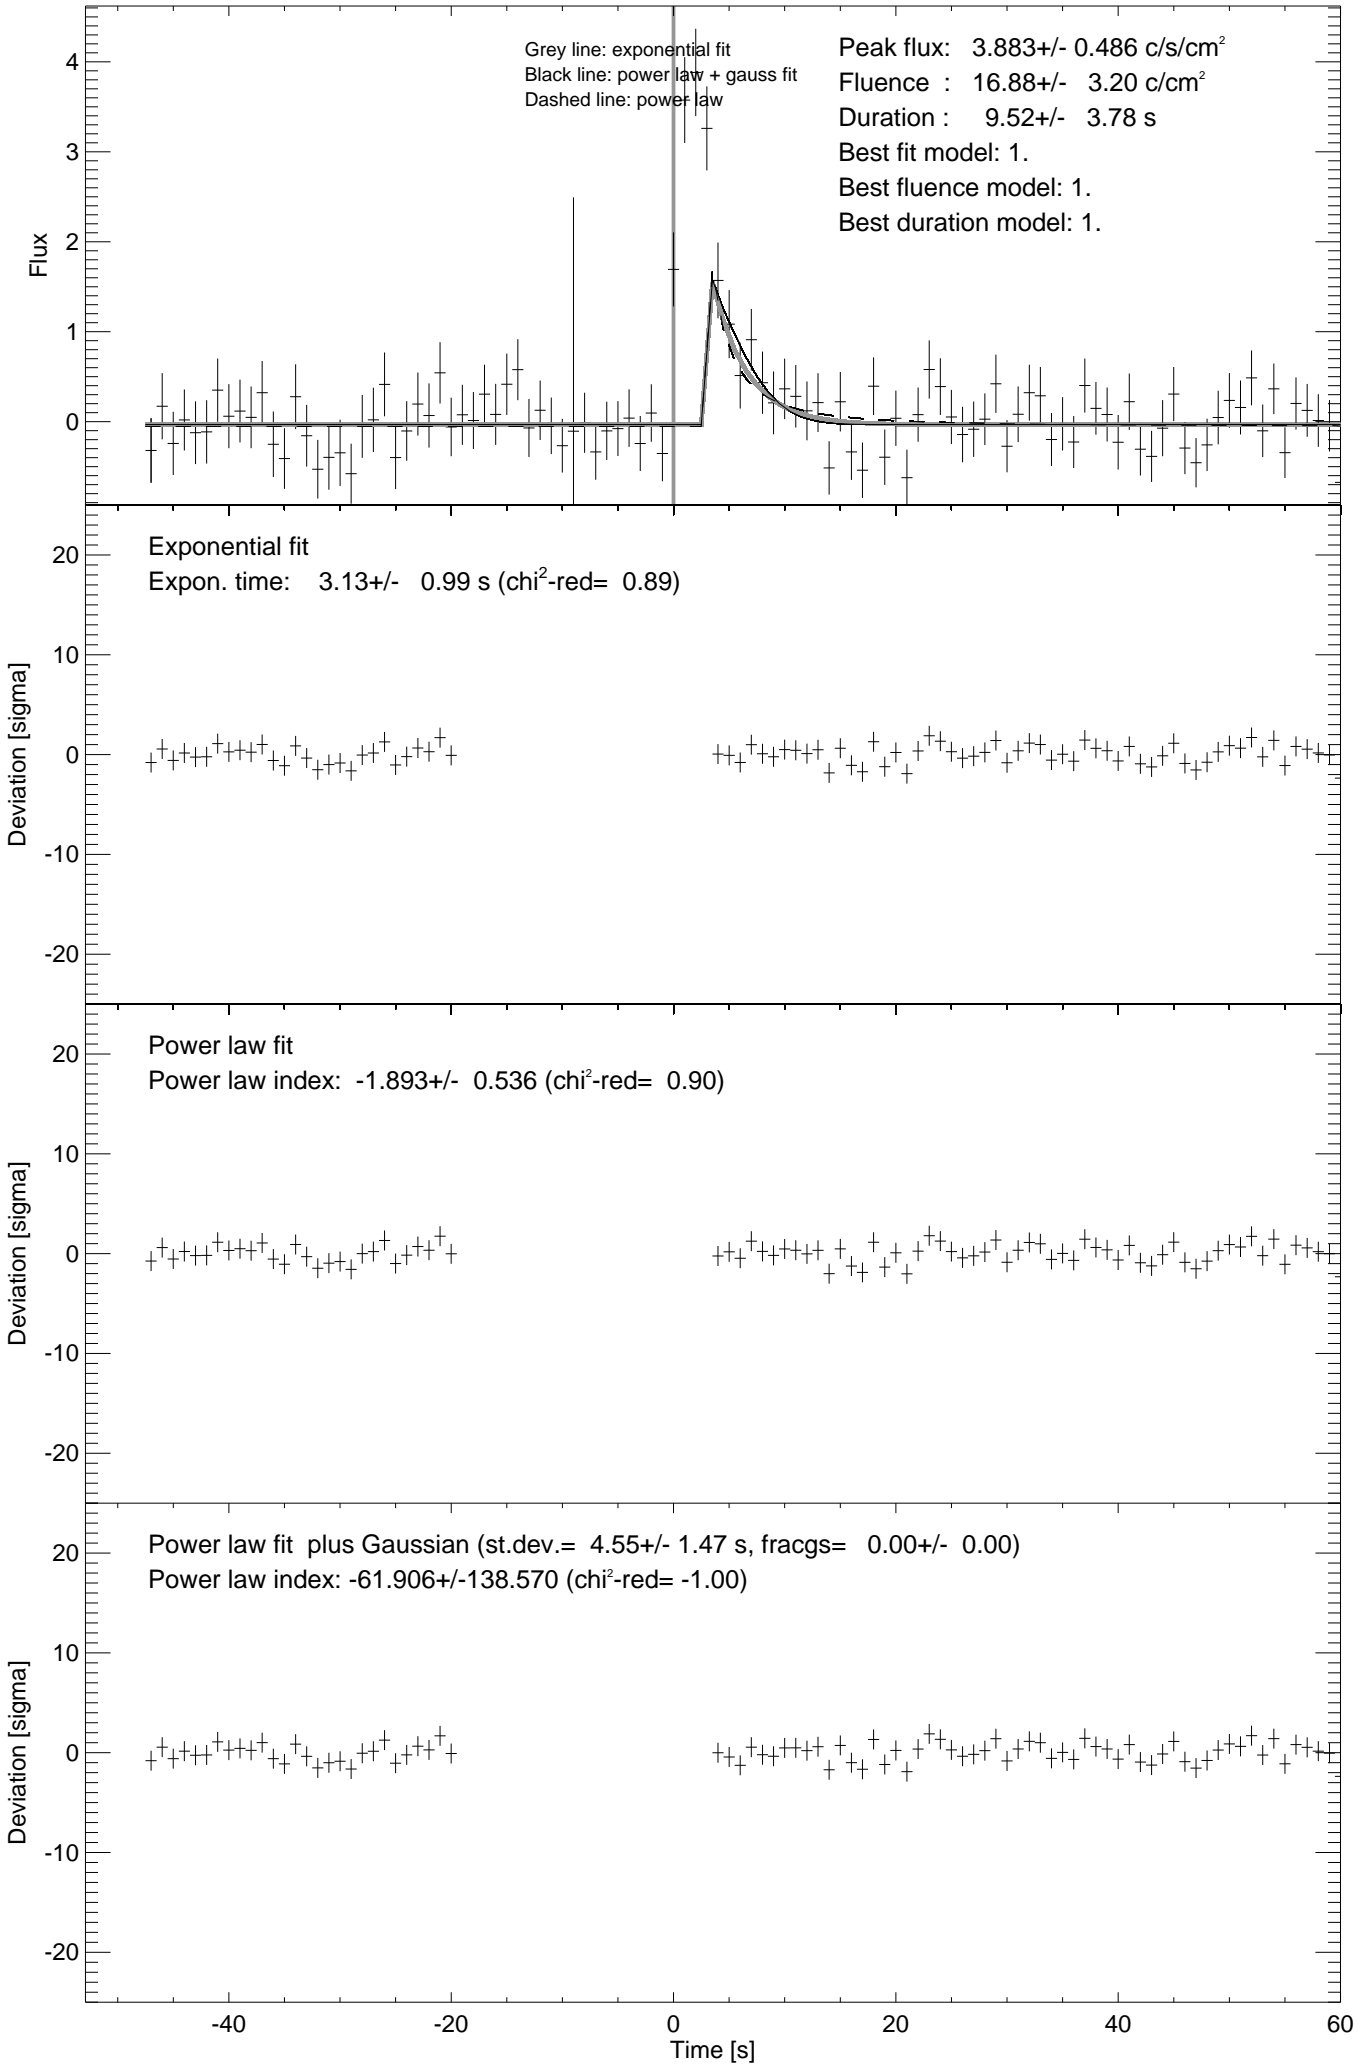 Grey line: exponential fit
Black line: power law + gauss fit
Dashed line: power law
Peak flux: 3.883+/- 0.486 c/s/cm²
Fluence : 16.88+/- 3.20 c/cm²
Duration : 9.52+/- 3.78 s
Best fit model: 1.
Best fluence model: 1.
Best duration model: 1.
Flux
4
3
2
1
0
Exponential fit
Expon. time: 3.13+/- 0.99 s (chi²-red= 0.89)
Deviation [sigma]
20
10
0
-10
-20
Power law fit
Power law index: -1.893+/- 0.536 (chi²-red= 0.90)
Deviation [sigma]
20
10
0
-10
-20
Power law fit plus Gaussian (st.dev.= 4.55+/- 1.47 s, fracgs= 0.00+/- 0.00)
Power law index: -61.906+/-138.570 (chi²-red= -1.00)
Deviation [sigma]
20
10
0
-10
-20
-40 -20 0 20 40 60
Time [s]